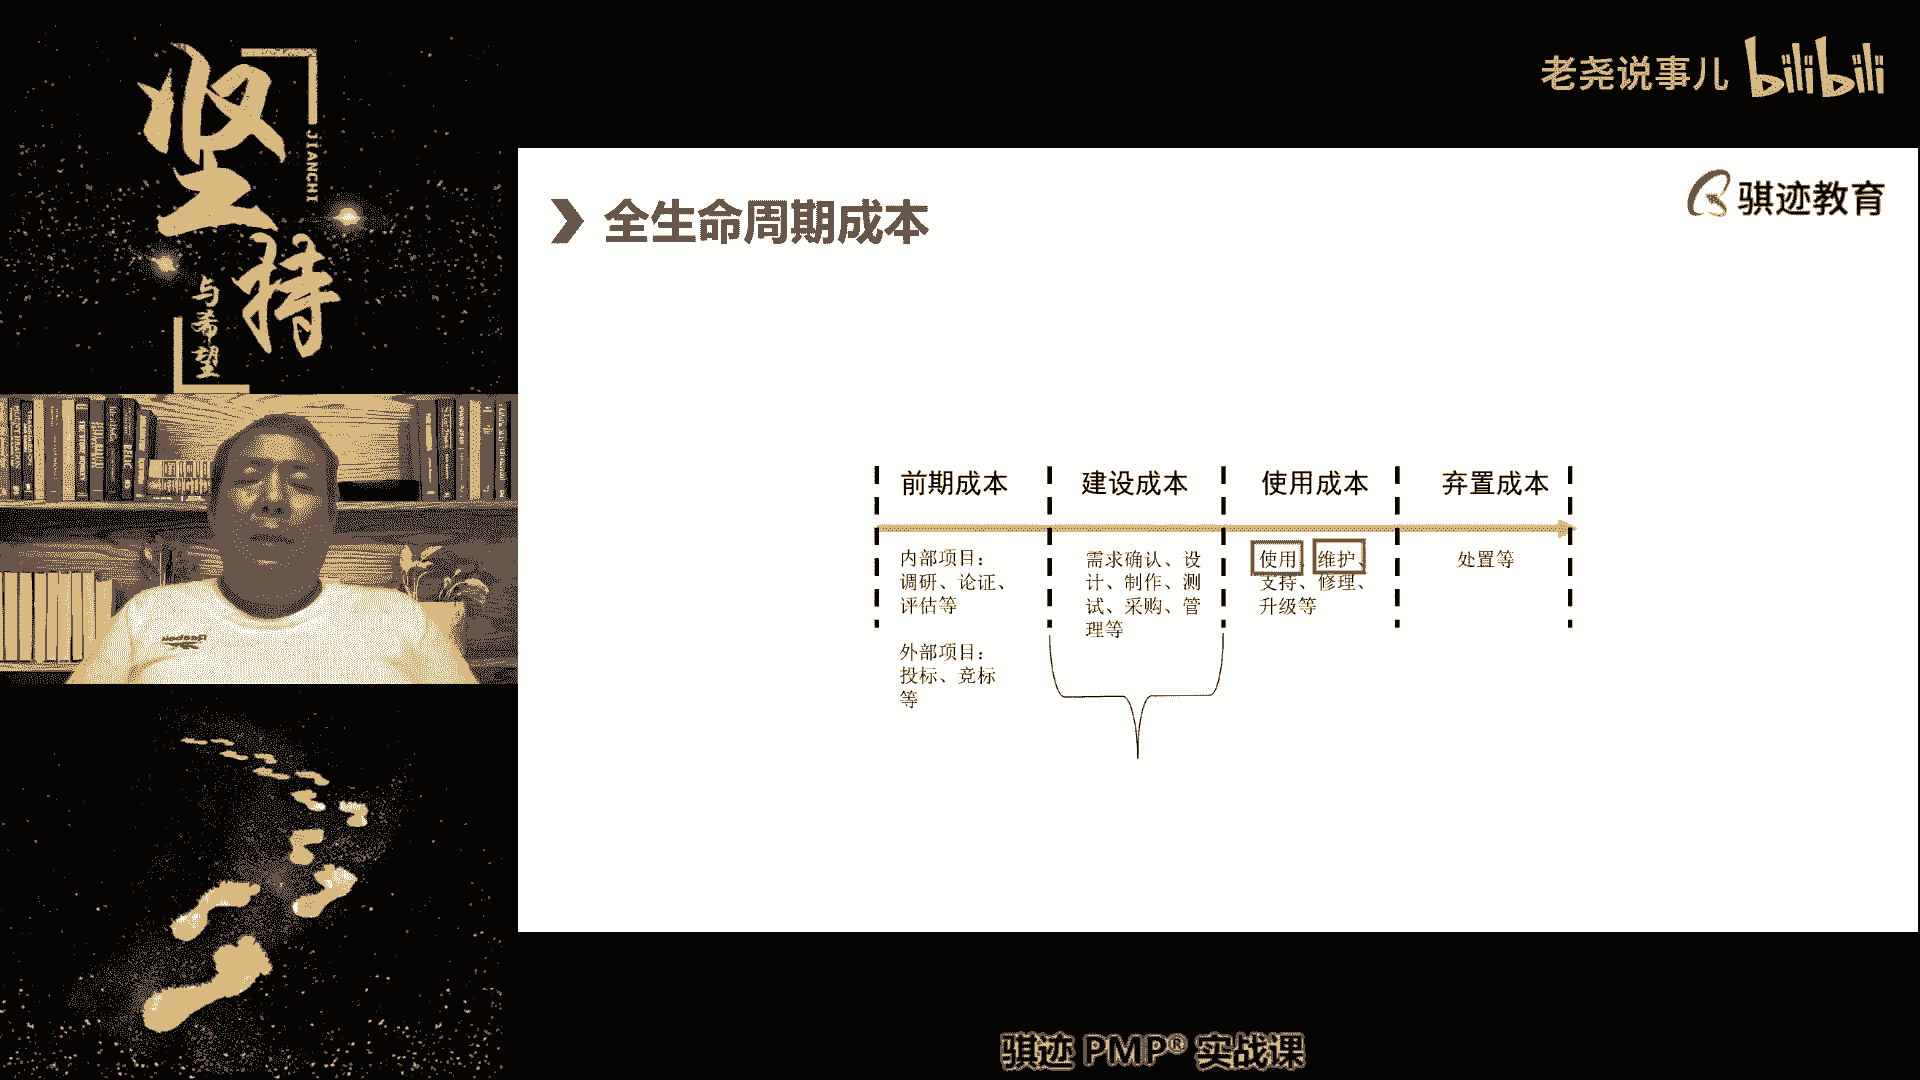 坚持
JIANCHI
与希望
老尧说事儿 bilibili
骐迹教育
全生命周期成本
前期成本 建设成本 使用成本 弃置成本
内部项目：
调研、论证、
评估等
外部项目：
投标、竞标
等
需求确认、设
计、制作、测
试、采购、管
理等
使用、维护、
支持、修理、
升级等
处置等
骐迹 PMP® 实战课